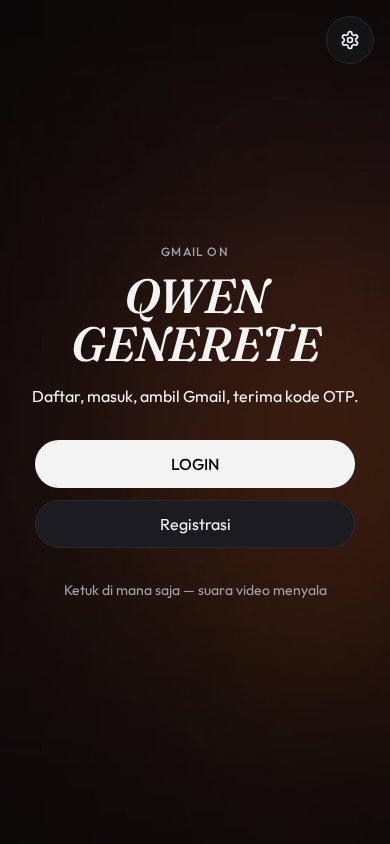 GMAIL ON
QWEN
GENERETE
Daftar, masuk, ambil Gmail, terima kode OTP.
LOGIN
Registrasi
Ketuk di mana saja — suara video menyala